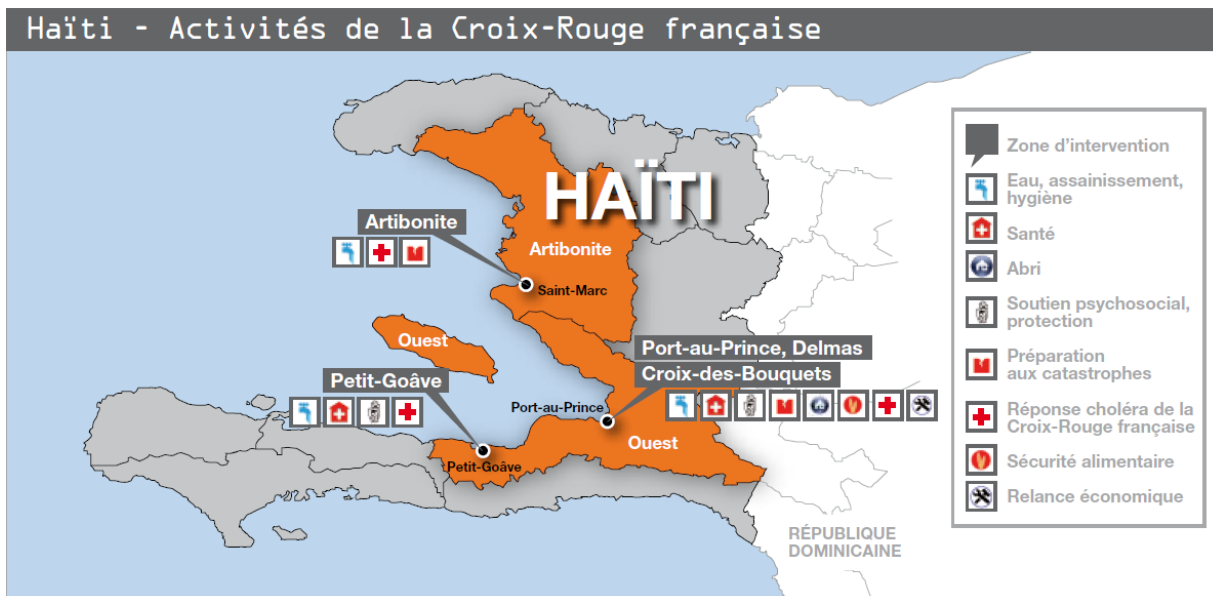 Haïti - Activités de la Croix-Rouge française
HAÏTI
Artibonite
Artibonite
Saint-Marc
Ouest
Petit-Goâve
Port-au-Prince, Delmas
Croix-des-Bouquets
Port-au-Prince
Ouest
Petit-Goâve
RÉPUBLIQUE
DOMINICAINE
Zone d'intervention
Eau, assainissement,
hygiène
Santé
Abri
Soutien psychosocial,
protection
Préparation
aux catastrophes
Réponse choléra de la
Croix-Rouge française
Sécurité alimentaire
Relance économique